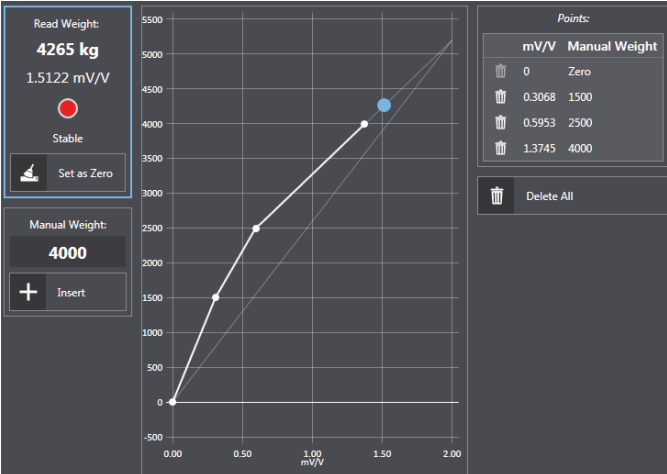 Read Weight:
4265 kg
1.5122 mV/V
Stable
Set as Zero
Manual Weight:
4000
Insert
5500
5000
4500
4000
3500
3000
2500
2000
1500
1000
500
0
-500
0.00 0.50 1.00 1.50 2.00
mV/V
Points:
mV/V Manual Weight
0 Zero
0.3068 1500
0.5953 2500
1.3745 4000
Delete All